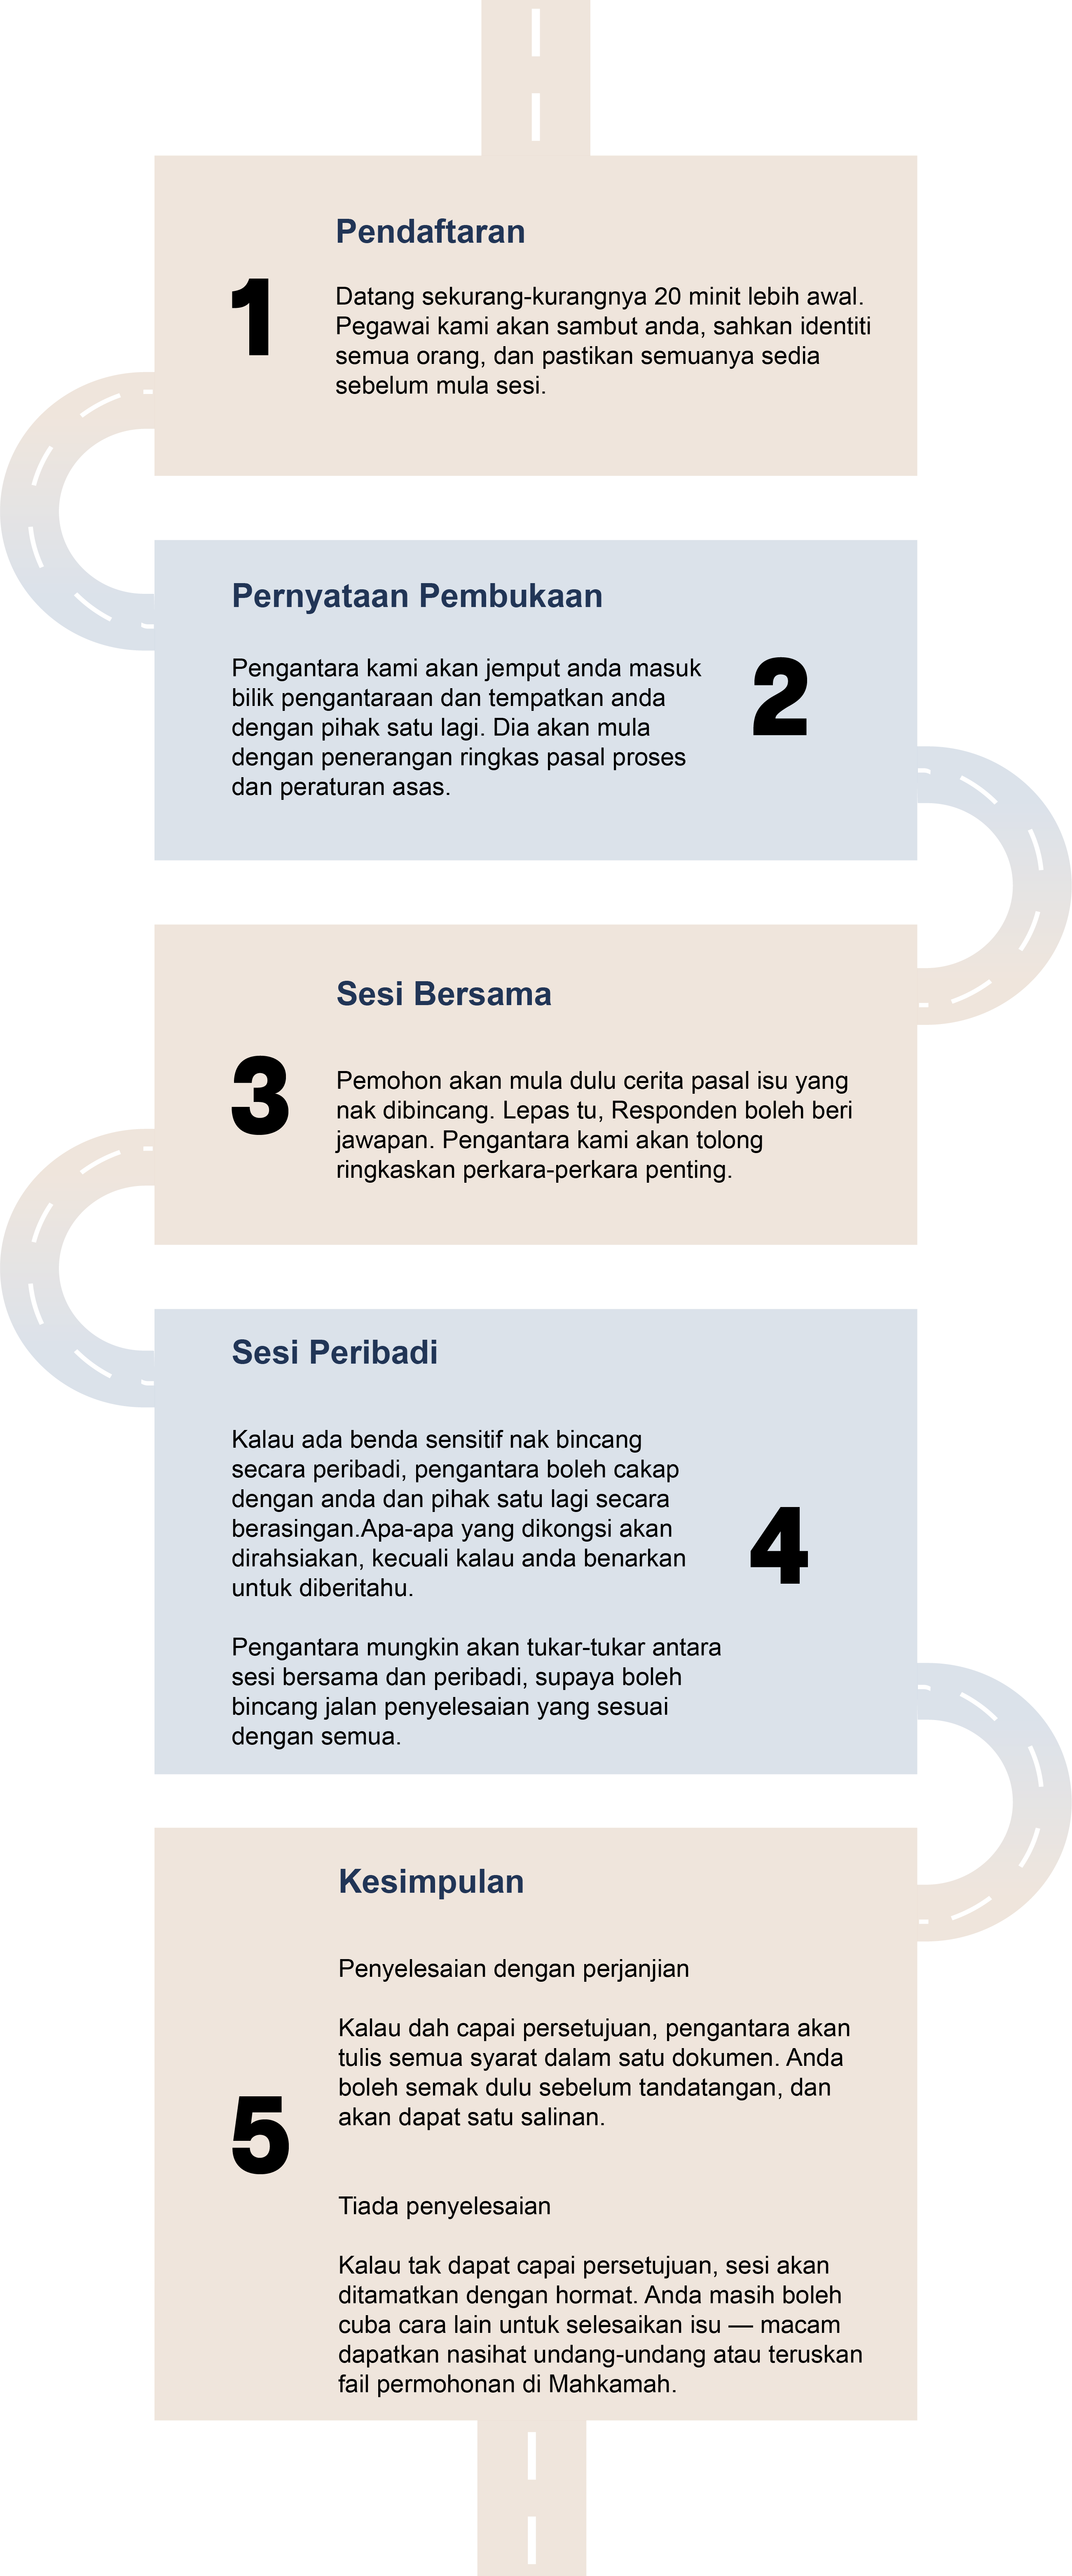 Pendaftaran
1
Datang sekurang-kurangnya 20 minit lebih awal.
Pegawai kami akan sambut anda, sahkan identiti
semua orang, dan pastikan semuanya sedia
sebelum mula sesi.
Pernyataan Pembukaan
Pengantara kami akan jemput anda masuk
bilik pengantaraan dan tempatkan anda
dengan pihak satu lagi. Dia akan mula
dengan penerangan ringkas pasal proses
dan peraturan asas.
2
Sesi Bersama
3
Pemohon akan mula dulu cerita pasal isu yang
nak dibincang. Lepas tu, Responden boleh beri
jawapan. Pengantara kami akan tolong
ringkaskan perkara-perkara penting.
Sesi Peribadi
Kalau ada benda sensitif nak bincang
secara peribadi, pengantara boleh cakap
dengan anda dan pihak satu lagi secara
berasingan.Apa-apa yang dikongsi akan
dirahsiakan, kecuali kalau anda benarkan
untuk diberitahu.
4
Pengantara mungkin akan tukar-tukar antara
sesi bersama dan peribadi, supaya boleh
bincang jalan penyelesaian yang sesuai
dengan semua.
Kesimpulan
Penyelesaian dengan perjanjian
Kalau dah capai persetujuan, pengantara akan
tulis semua syarat dalam satu dokumen. Anda
boleh semak dulu sebelum tandatangan, dan
akan dapat satu salinan.
5
Tiada penyelesaian
Kalau tak dapat capai persetujuan, sesi akan
ditamatkan dengan hormat. Anda masih boleh
cuba cara lain untuk selesaikan isu — macam
dapatkan nasihat undang-undang atau teruskan
fail permohonan di Mahkamah.